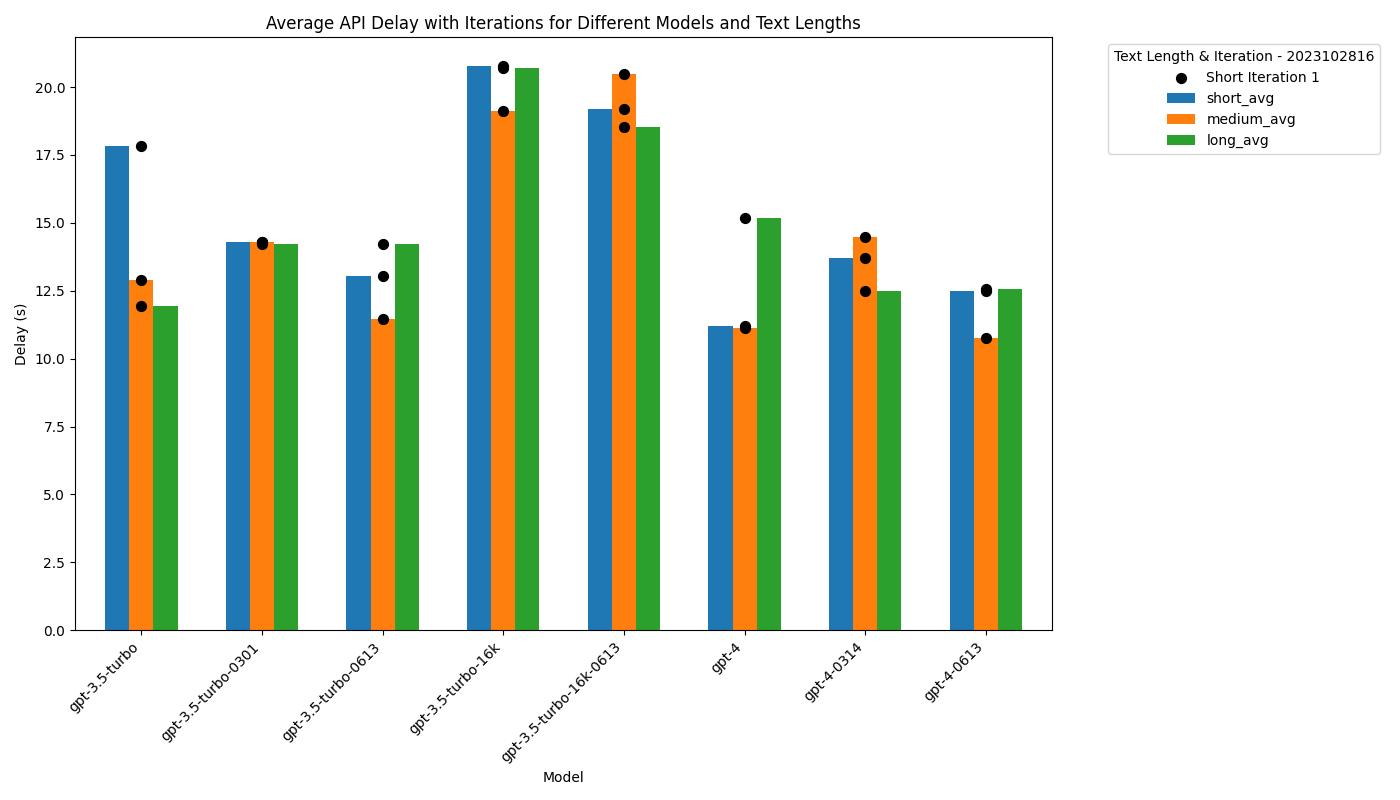 Average API Delay with Iterations for Different Models and Text Lengths
Text Length & Iteration - 2023102816
Short Iteration 1
short_avg
medium_avg
long_avg
Delay (s)
20.0
17.5
15.0
12.5
10.0
7.5
5.0
2.5
0.0
gpt-3.5-turbo
gpt-3.5-turbo-0301
gpt-3.5-turbo-0613
gpt-3.5-turbo-16k
gpt-3.5-turbo-16k-0613
gpt-4
gpt-4-0314
gpt-4-0613
Model